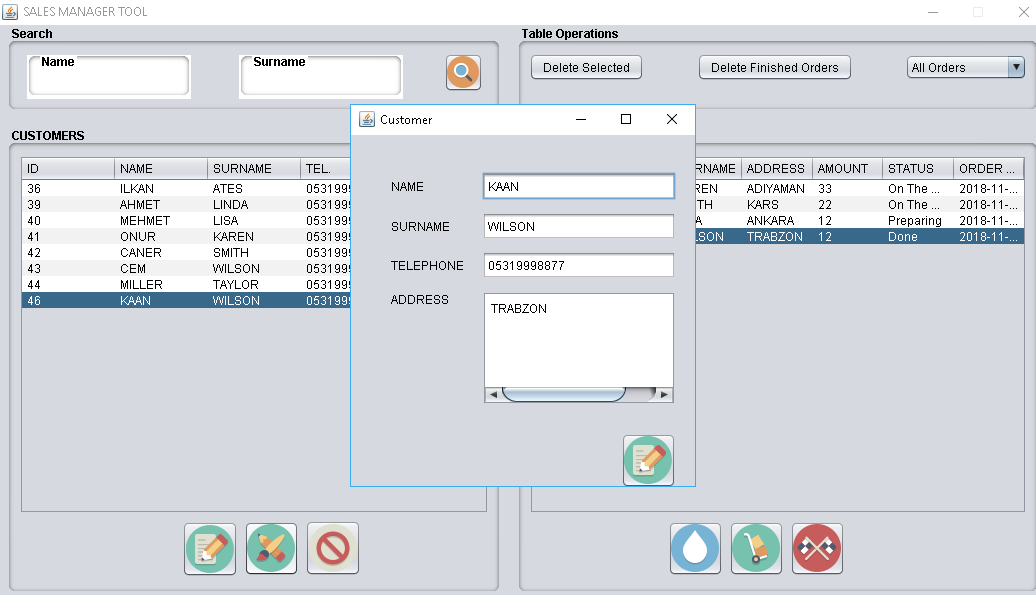 SALES MANAGER TOOL
Search
Name
Surname
Table Operations
Delete Selected
Delete Finished Orders
All Orders
CUSTOMERS
ID NAME SURNAME TEL.
36 ILKAN ATES 0531999
39 AHMET LINDA 0531999
40 MEHMET LISA 0531999
41 ONUR KAREN 0531999
42 CANER SMITH 0531999
43 CEM WILSON 0531999
44 MILLER TAYLOR 0531999
46 KAAN WILSON 0531999
Customer
NAME KAAN
SURNAME WILSON
TELEPHONE 05319998877
ADDRESS TRABZON
RNAME ADDRESS AMOUNT STATUS ORDER ...
REN ADIYAMAN 33 On The ... 2018-11-...
TH KARS 22 On The ... 2018-11-...
A ANKARA 12 Preparing 2018-11-...
LSON TRABZON 12 Done 2018-11-...